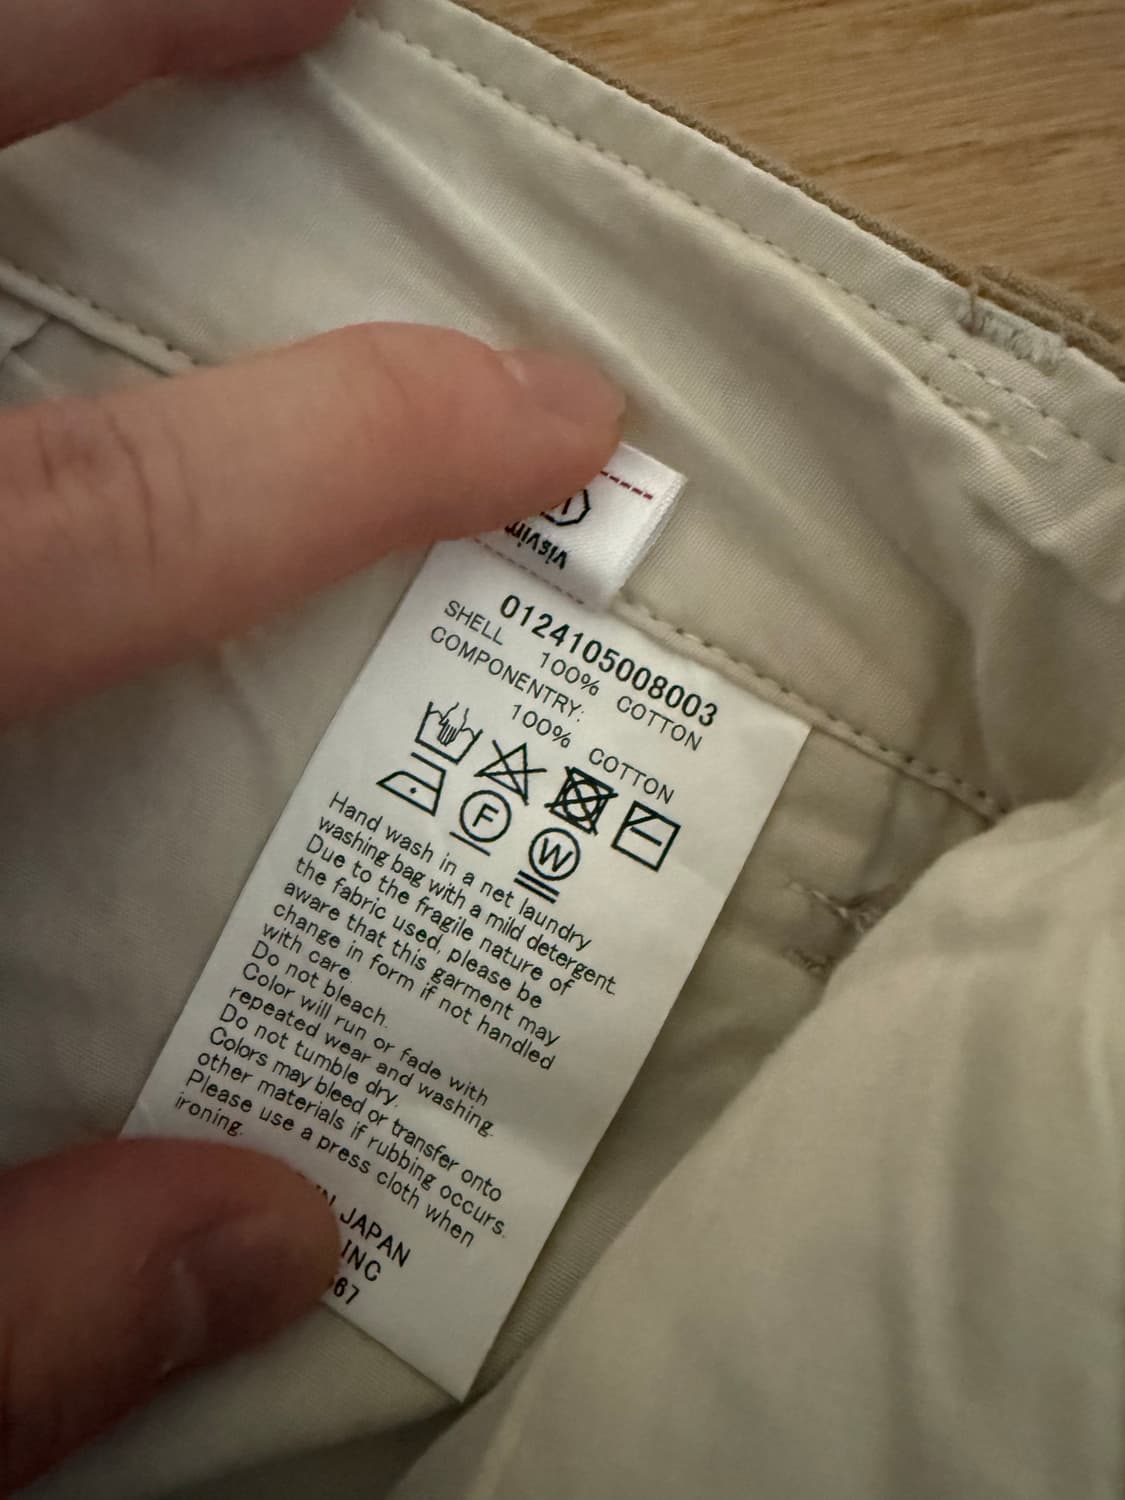 0124105008003
SHELL 100% COTTON
COMPONENTRY:
100% COTTON
F
W
Hand wash in a net laundry
washing bag with a mild detergent.
Due to the fragile nature of
the fabric used, please be
aware that this garment may
change in form if not handled
with care.
Do not bleach.
Color will run or fade with
repeated wear and washing.
Do not tumble dry.
Colors may bleed or transfer onto
other materials if rubbing occurs.
Please use a press cloth when
ironing.
IN JAPAN
INC
67